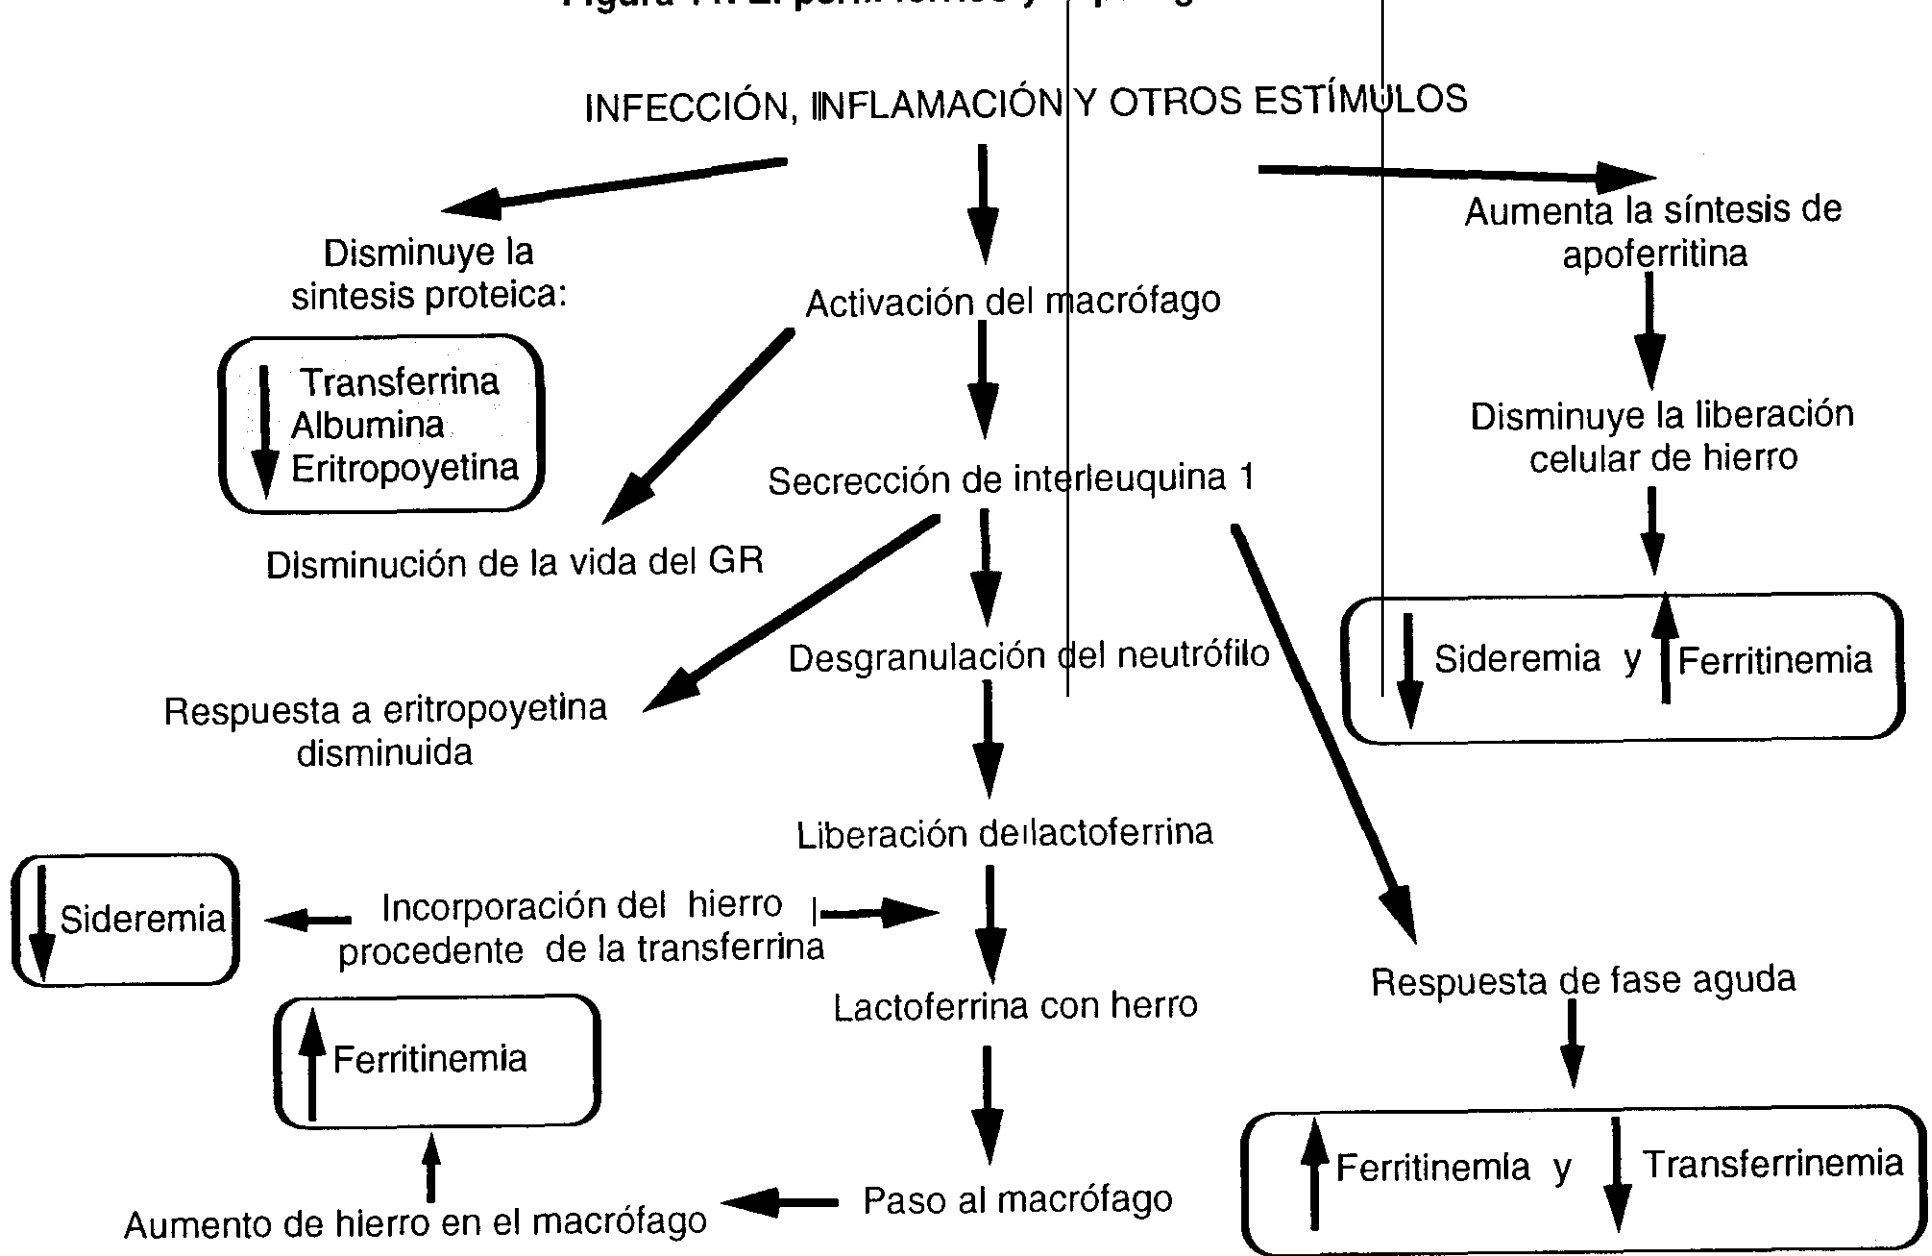 INFECCIÓN, INFLAMACIÓN Y OTROS ESTÍMULOS
Disminuye la
sintesis proteica:
Transferrina
Albumina
Eritropoyetina
Activación del macrófago
Aumenta la síntesis de
apoferritina
Disminuye la liberación
celular de hierro
Secrección de interleuquina 1
Disminución de la vida del GR
Desgranulación del neutrófilo
Sideremia y Ferritinemia
Respuesta a eritropoyetina
disminuida
Liberación de lactoferrina
Sideremia
Incorporación del hierro
procedente de la transferrina
Respuesta de fase aguda
Lactoferrina con herro
Ferritinemia
Ferritinemia y Transferrinemia
Paso al macrófago
Aumento de hierro en el macrófago